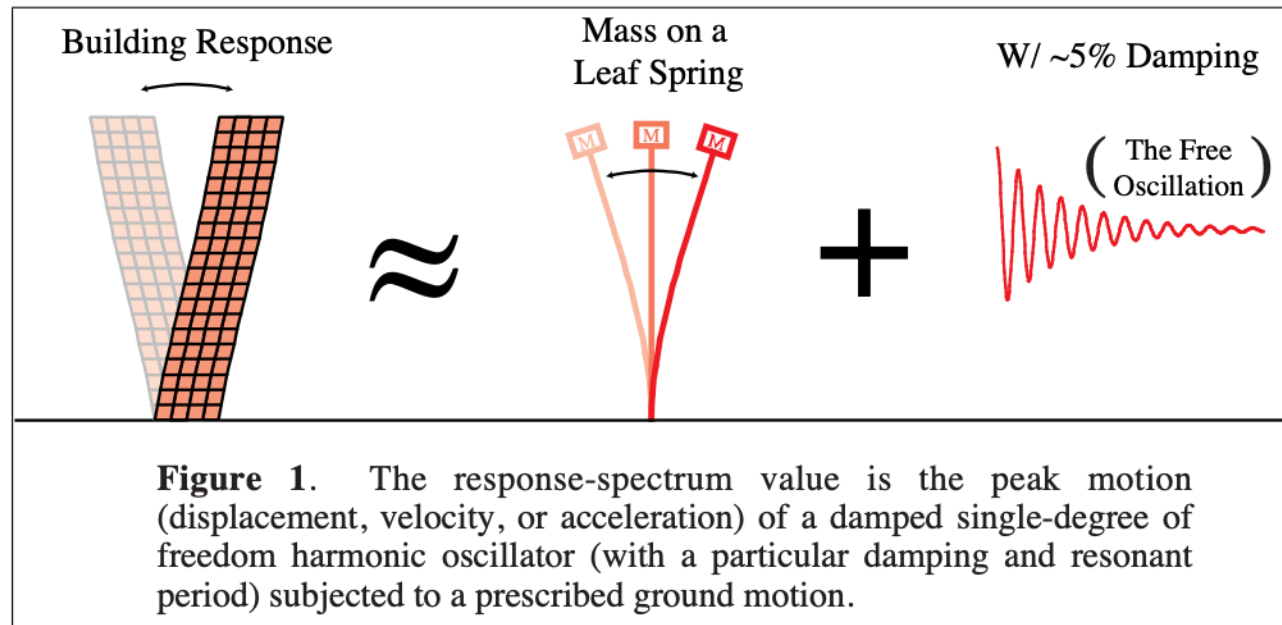 Building Response
Mass on a
Leaf Spring
W/ ~5% Damping
M
M
M
(The Free
Oscillation)
≈
+
Figure 1. The response-spectrum value is the peak motion
(displacement, velocity, or acceleration) of a damped single-degree of
freedom harmonic oscillator (with a particular damping and resonant
period) subjected to a prescribed ground motion.